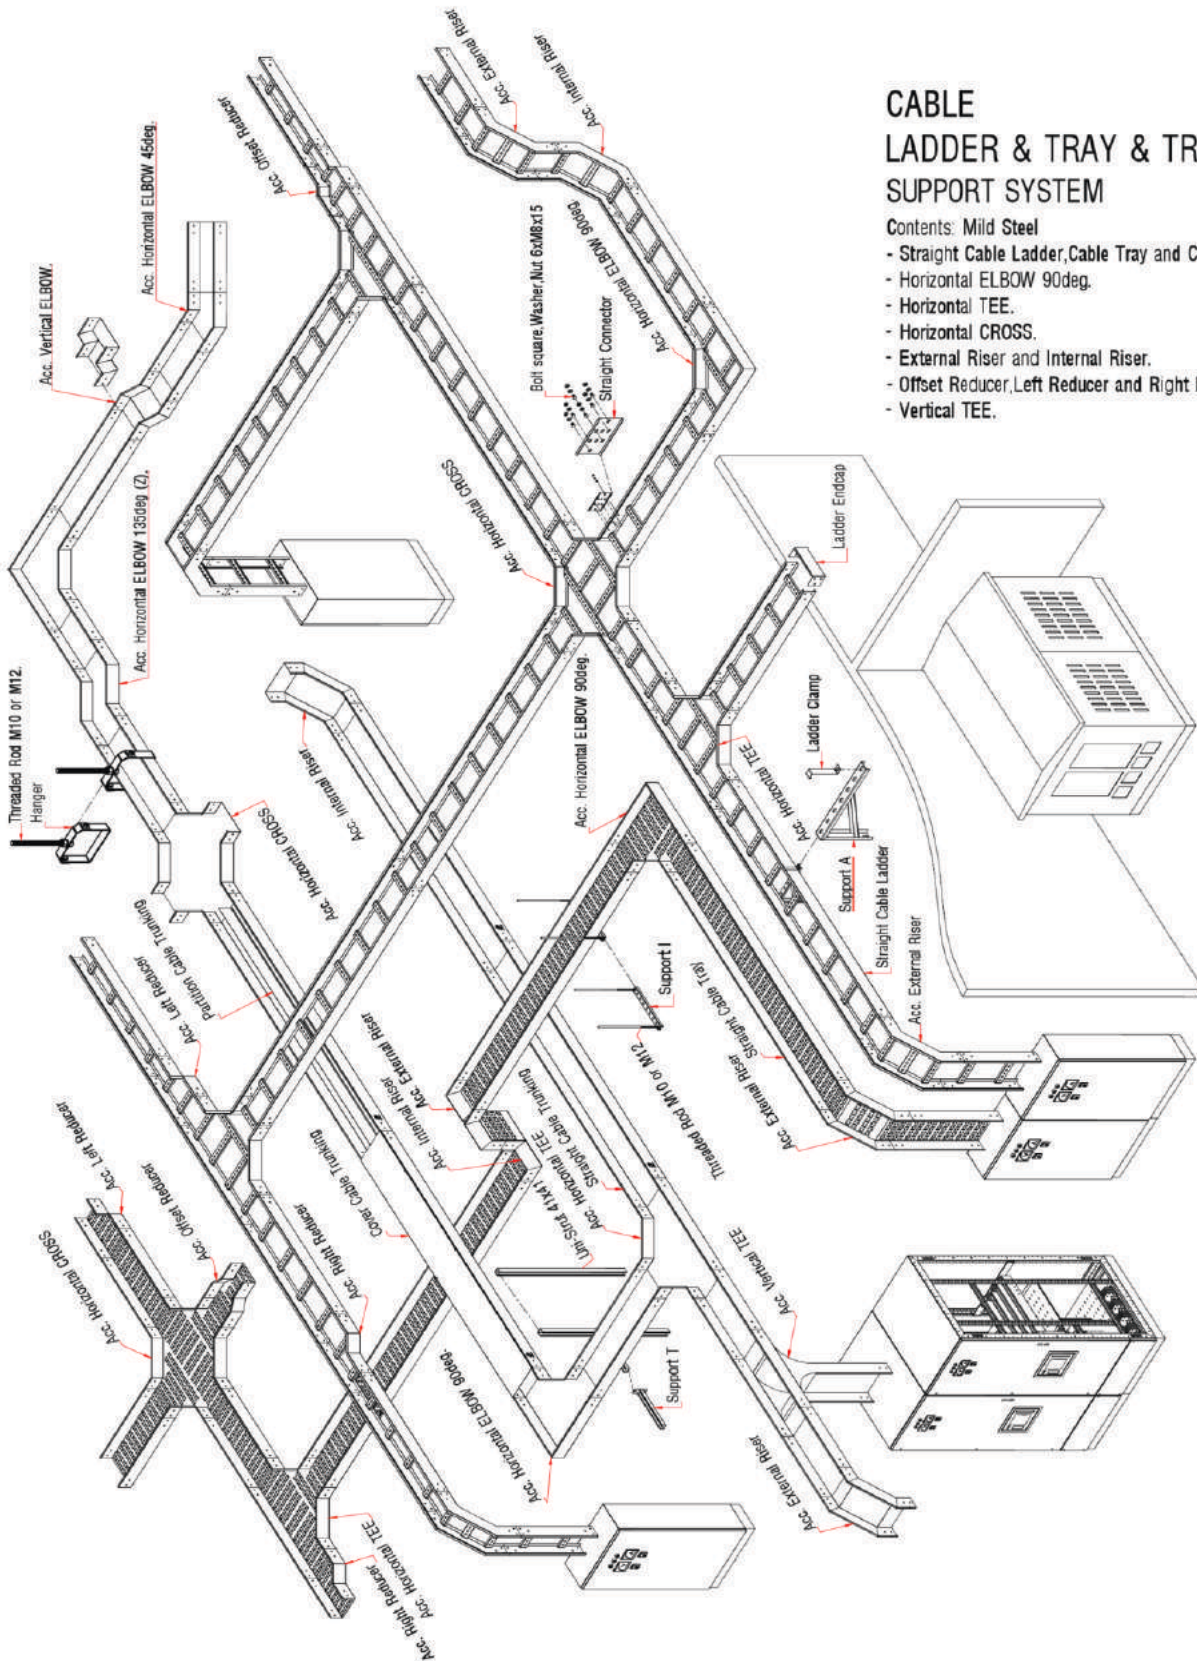 CABLE
LADDER & TRAY & TR
SUPPORT SYSTEM
Contents: Mild Steel
- Straight Cable Ladder,Cable Tray and C
- Horizontal ELBOW 90deg.
- Horizontal TEE.
- Horizontal CROSS.
- External Riser and Internal Riser.
- Offset Reducer,Left Reducer and Right
- Vertical TEE.
Acc. External Riser
Acc. Internal Riser
Acc. Offset Reducer
Acc. Horizontal ELBOW 45deg.
Acc. Vertical ELBOW.
Acc. Horizontal ELBOW 90deg.
Bolt square,Washer,Nut 6xM8x15
Straight Connector
Acc. Horizontal ELBOW 135deg (Z).
Acc. Horizontal CROSS
Ladder Endcap
Threaded Rod M10 or M12.
Hanger
Acc. Internal Riser
Acc. Horizontal ELBOW 90deg.
Ladder Clamp
Acc. Horizontal TEE
Acc. Horizontal CROSS
Support A
Straight Cable Ladder
Acc. External Riser
Partition Cable Trunking
Acc. Left Reducer
Support I
Straight Cable Tray
Threaded Rod M10 or M12
Acc. External Riser
Acc. External Riser
Acc. Internal Riser
Straight Cable Trunking
Acc. Horizontal TEE
Uni-Strut 41x41
Cover Cable Trunking
Acc. Left Reducer
Acc. Offset Reducer
Acc. Horizontal CROSS
Acc. Right Reducer
Acc. Vertical TEE
Support T
Acc. Horizontal ELBOW 90deg.
Acc. External Riser
Acc. Horizontal TEE
Acc. Right Reducer